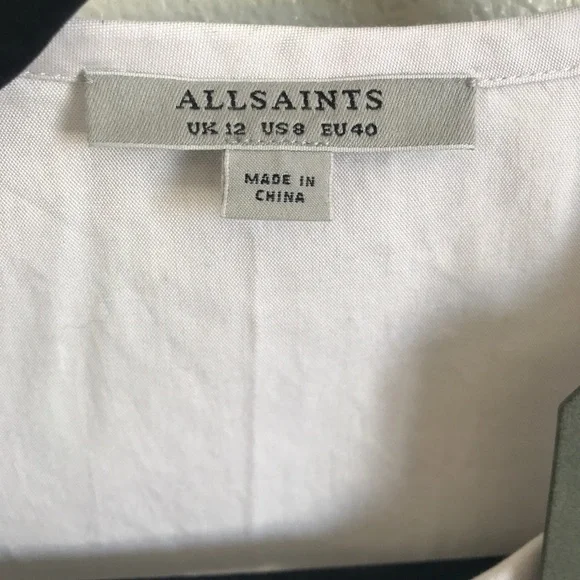 ALLSAINTS
UK 12 US 8 EU 40
MADE IN
CHINA